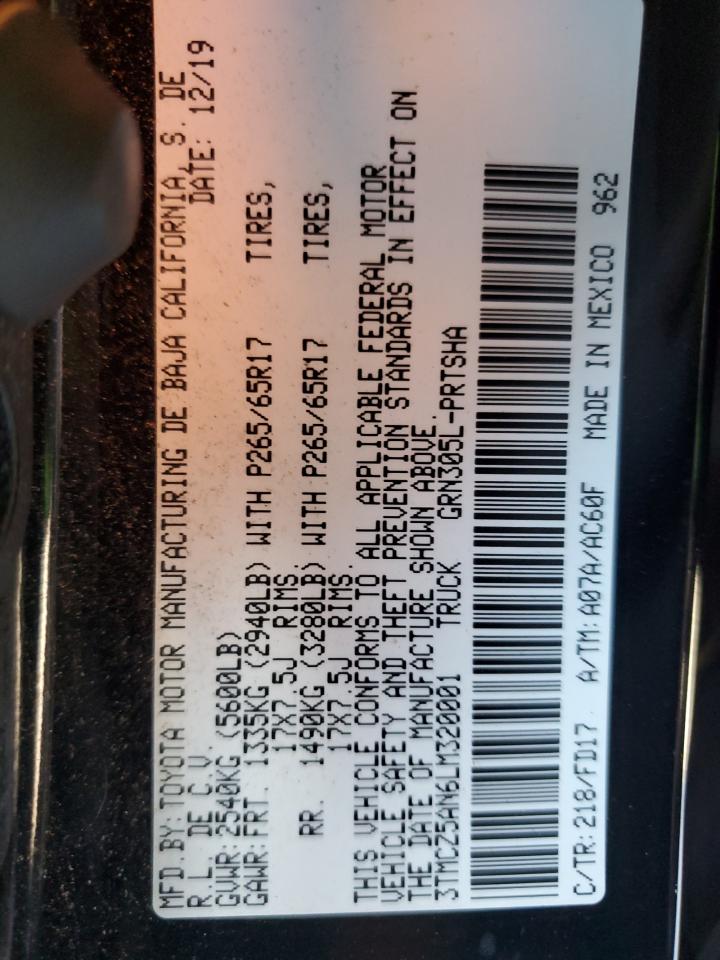 MFD.BY: TOYOTA MOTOR MANUFACTURING DE BAJA CALIFORNIA, S. DE
R.L. DE C.V. DATE: 12/19
GVWR: 2540KG (5600LB)
GAWR: FRT. 1335KG (2940LB) WITH P265/65R17 TIRES,
17X7.5J RIMS
RR. 1490KG (3280LB) WITH P265/65R17 TIRES,
17X7.5J RIMS.
THIS VEHICLE CONFORMS TO ALL APPLICABLE FEDERAL MOTOR
VEHICLE SAFETY AND THEFT PREVENTION STANDARDS IN EFFECT ON
THE DATE OF MANUFACTURE SHOWN ABOVE.
3TMCZ5AN6LM320001 TRUCK GRN305L-PRTSHA
C/TR: 218/FD17 A/TM: A07A/AC60F MADE IN MEXICO 962